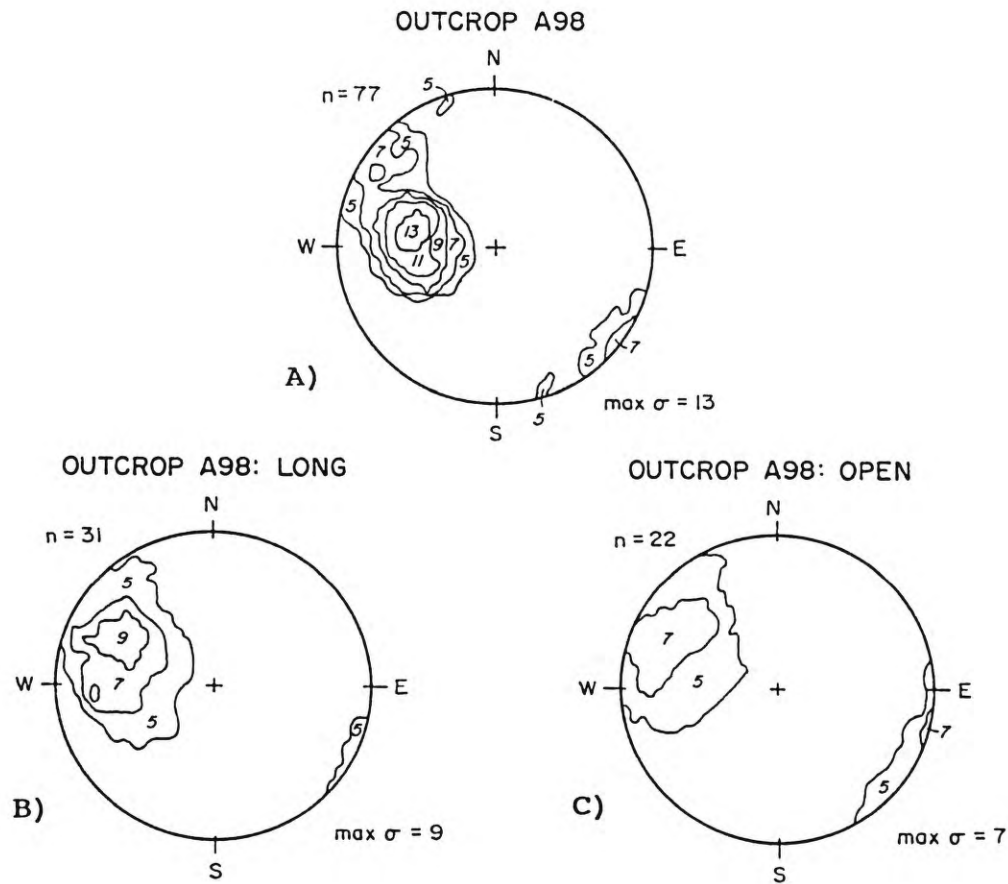 OUTCROP A98
N
n = 77
5
7 5
5
W 13 9 7 E
11 5
7
5
A)
5
max σ = 13
S
OUTCROP A98: LONG
N
n = 31
5
9
W 7 E
5
5
B)
max σ = 9
S
OUTCROP A98: OPEN
N
n = 22
7
W 5 E
7
5
C)
max σ = 7
S